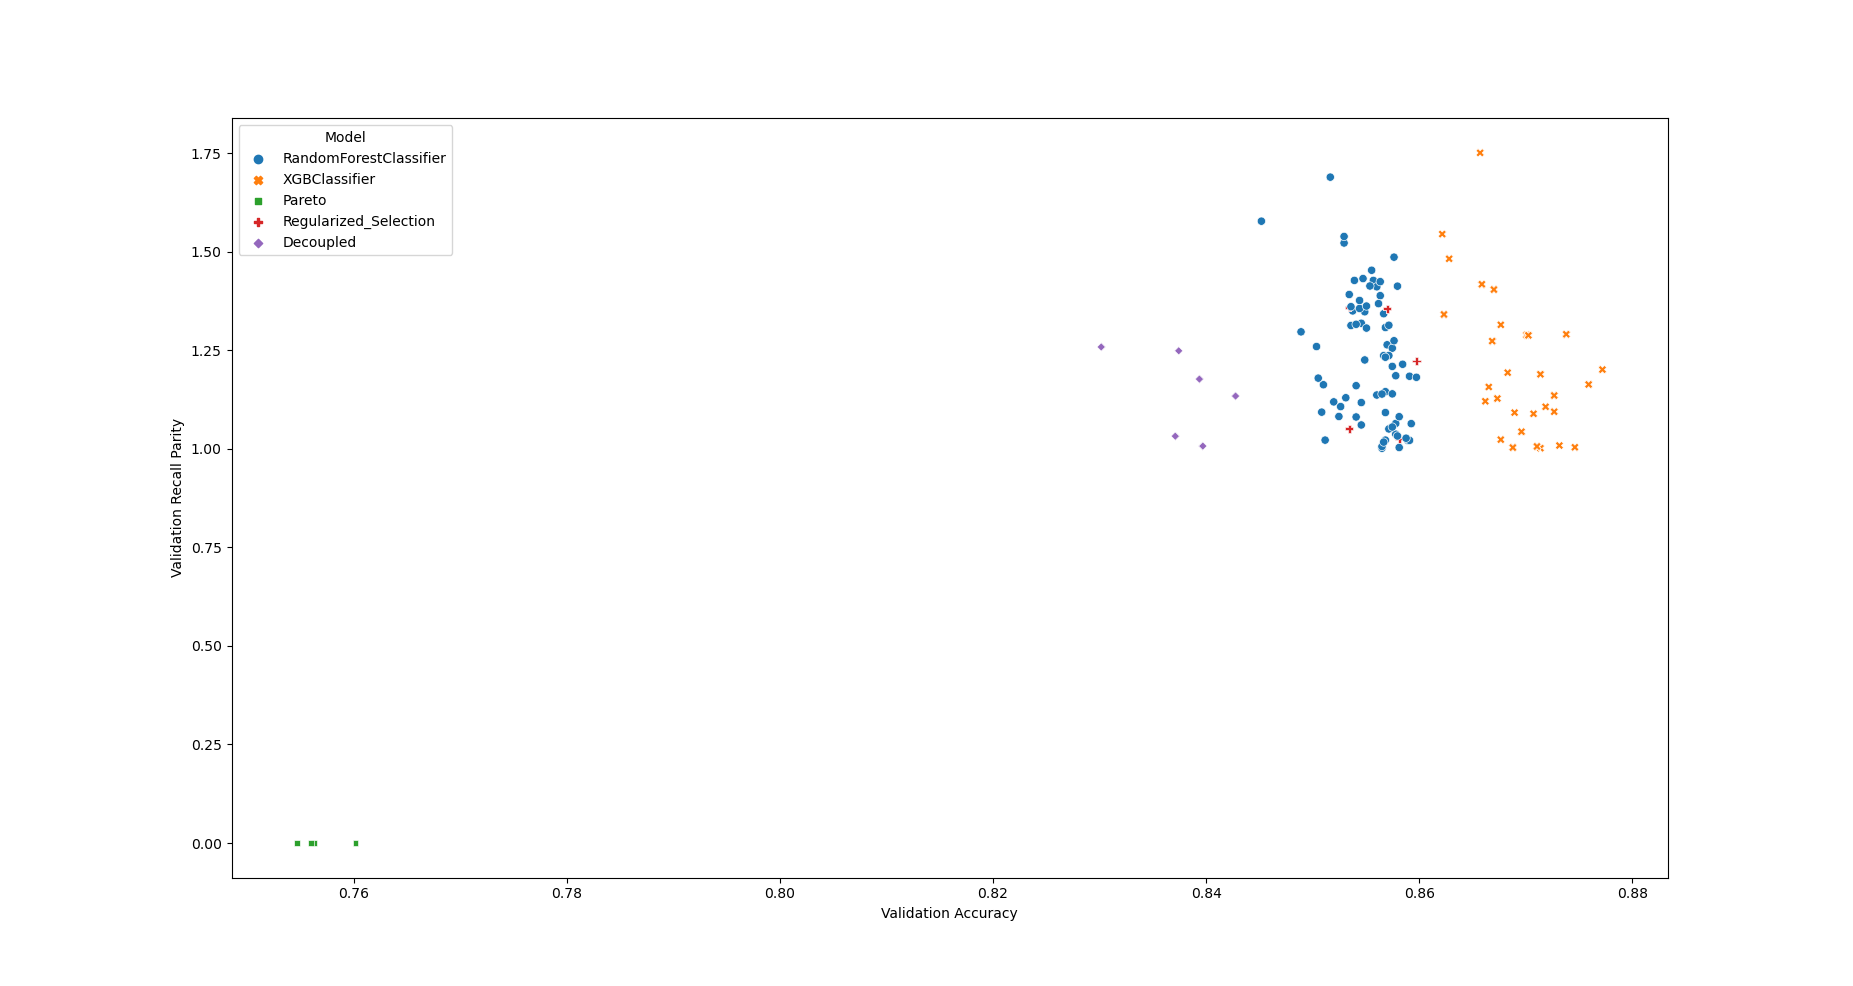 Model
RandomForestClassifier
XGBClassifier
Pareto
Regularized_Selection
Decoupled
1.75
1.50
1.25
1.00
0.75
0.50
0.25
0.00
Validation Recall Parity
0.76
0.78
0.80
0.82
0.84
0.86
0.88
Validation Accuracy